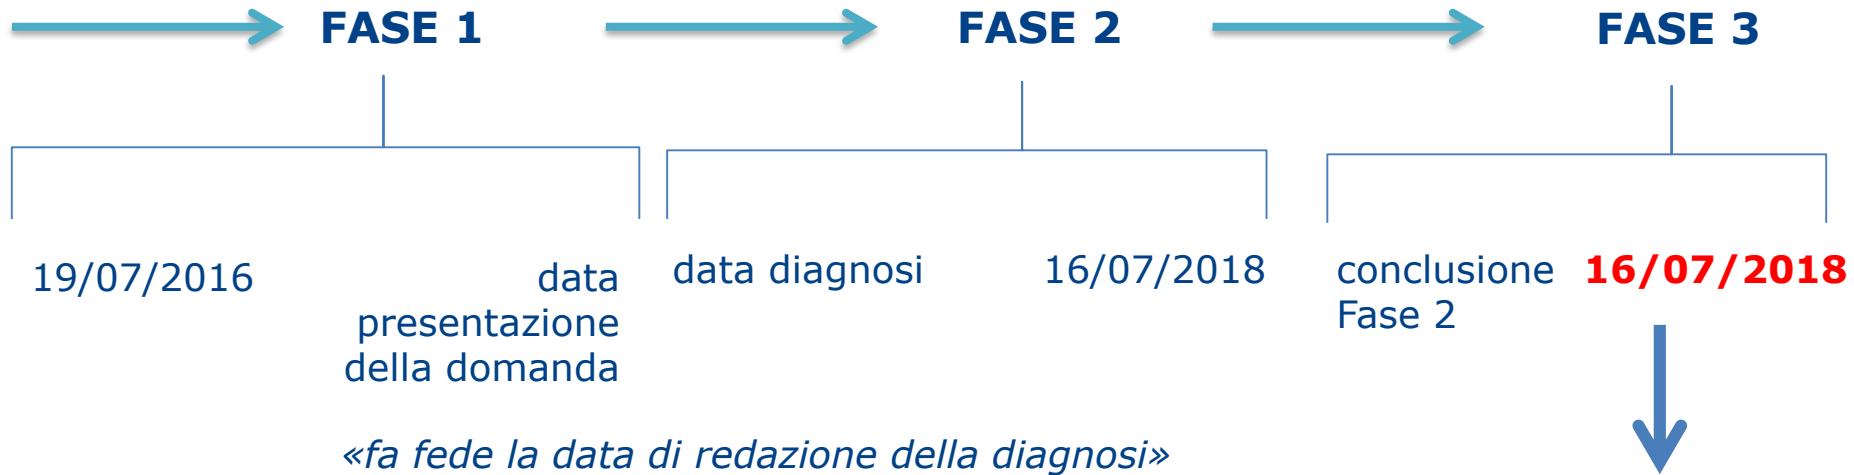 FASE 1
FASE 2
FASE 3
19/07/2016
data
presentazione
della domanda
data diagnosi
16/07/2018
conclusione
Fase 2
16/07/2018
«fa fede la data di redazione della diagnosi»